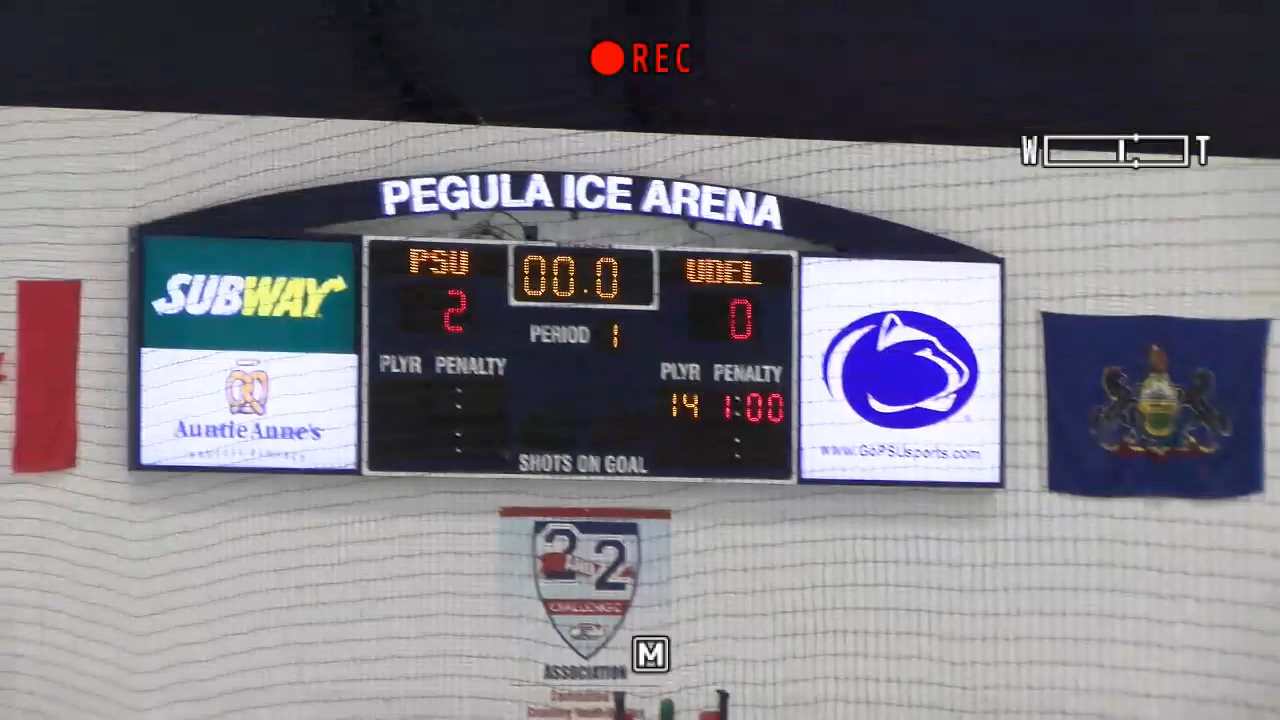 REC
W T
PEGULA ICE ARENA
SUBWAY
Auntie Anne's
PSU 00.0 UDEL
2 0
PERIOD 1
PLYR PENALTY
PLYR PENALTY
14 1:00
SHOTS ON GOAL
www.GoPSUsports.com
2 AND 2
CHALLENGE
ASSOCIATION
M